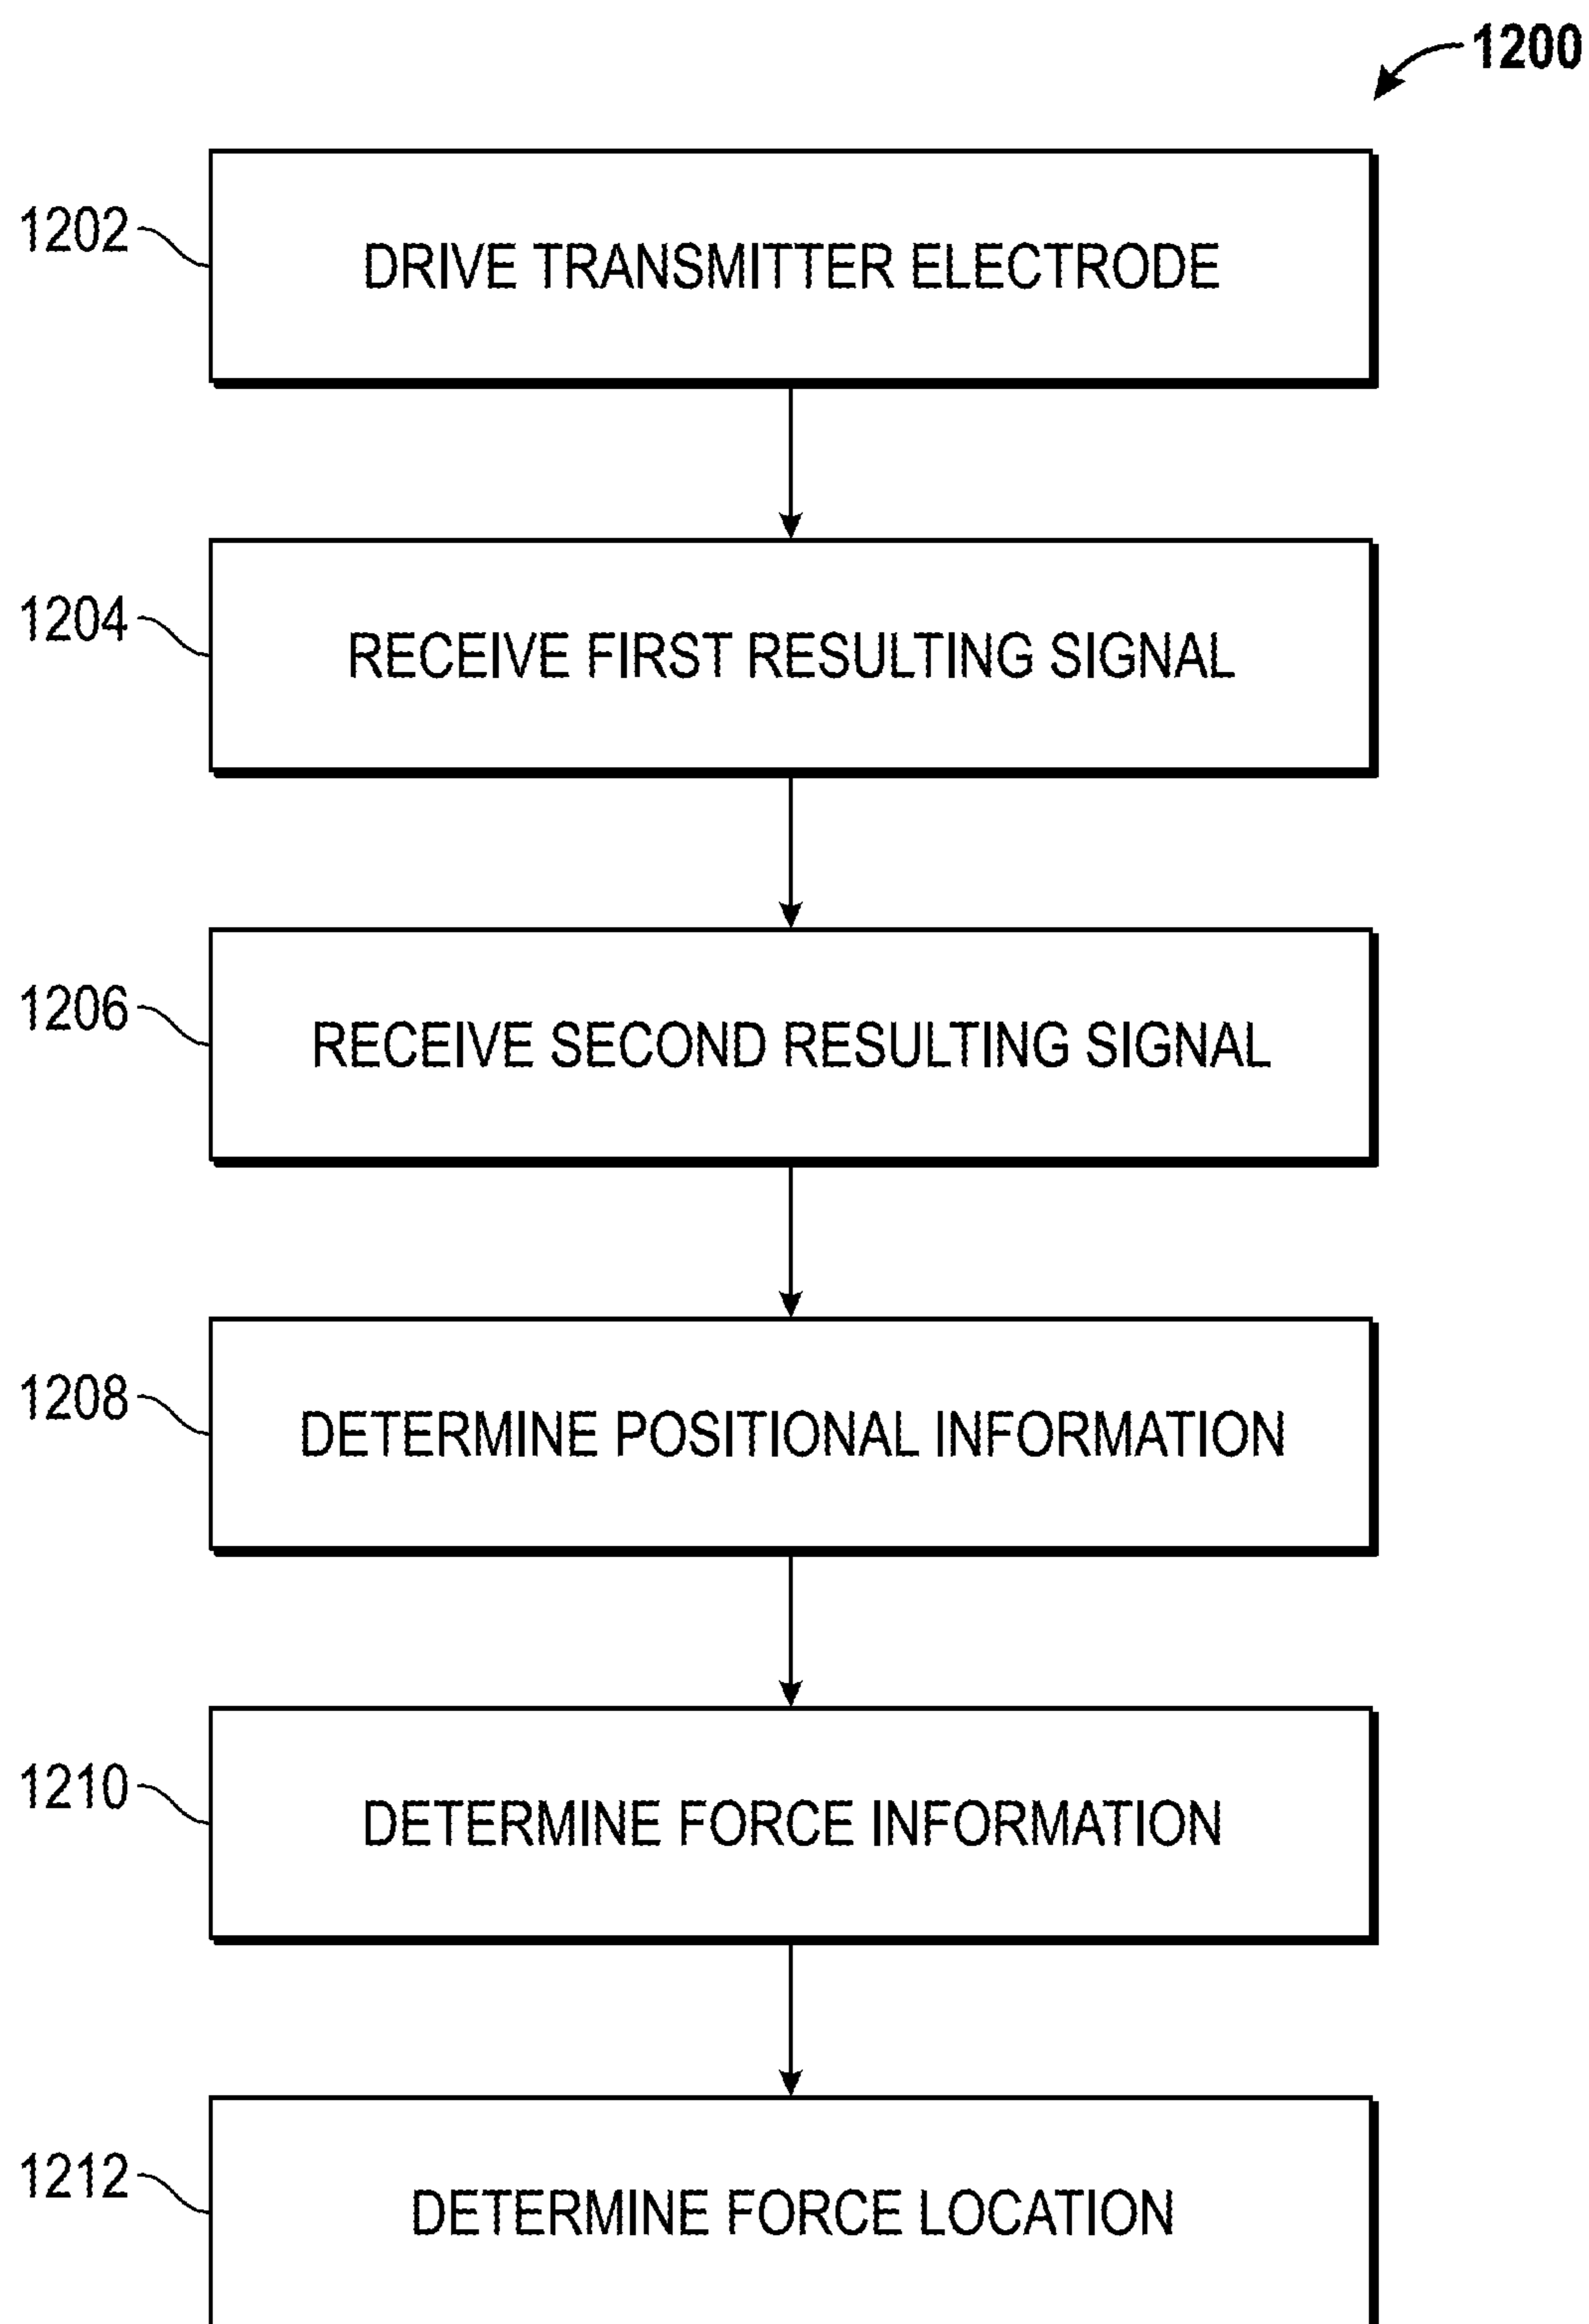 1200
1202
DRIVE TRANSMITTER ELECTRODE
1204
RECEIVE FIRST RESULTING SIGNAL
1206
RECEIVE SECOND RESULTING SIGNAL
1208
DETERMINE POSITIONAL INFORMATION
1210
DETERMINE FORCE INFORMATION
1212
DETERMINE FORCE LOCATION